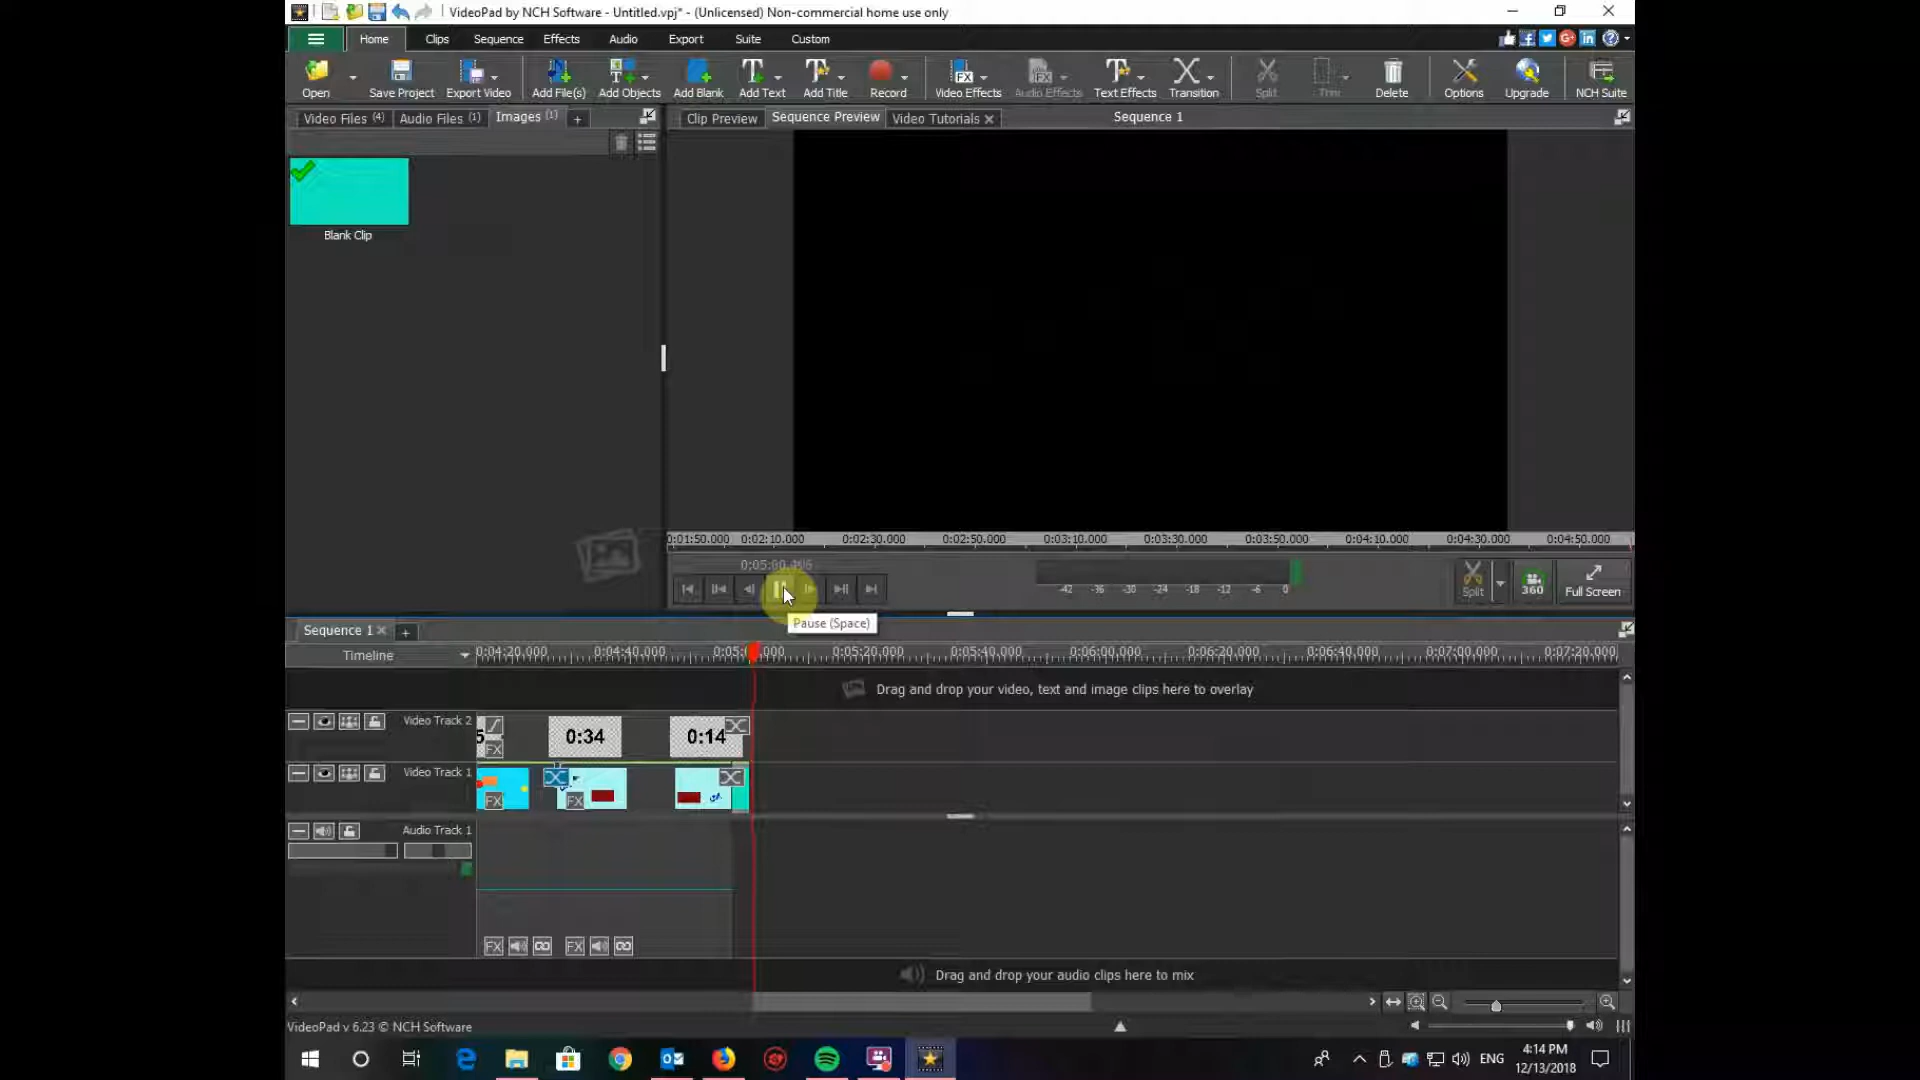 VideoPad by NCH Software - Untitled.vpj* - (Unlicensed) Non-commercial home use only
Home Clips Sequence Effects Audio Export Suite Custom
Open Save Project Export Video Add File(s) Add Objects Add Blank Add Text Add Title Record Video Effects Audio Effects Text Effects Transition Split Trim Delete Options Upgrade NCH Suite
Video Files (4) Audio Files (1) Images (1) +
Clip Preview Sequence Preview Video Tutorials Sequence 1
Blank Clip
0:01:50.000 0:02:10.000 0:02:30.000 0:02:50.000 0:03:10.000 0:03:30.000 0:03:50.000 0:04:10.000 0:04:30.000 0:04:50.000
-42 -36 -30 -24 -18 -12 -6 0
Split 360 Full Screen
Pause (Space)
Sequence 1
Timeline 0:04:20.000 0:04:40.000 0:05:20.000 0:05:40.000 0:06:00.000 0:06:20.000 0:06:40.000 0:07:00.000 0:07:20.000
Drag and drop your video, text and image clips here to overlay
Video Track 2
5 FX 0:34 0:14
Video Track 1
FX FX
Audio Track 1
FX FX
Drag and drop your audio clips here to mix
VideoPad v 6.23 © NCH Software
ENG 4:14 PM
12/13/2018